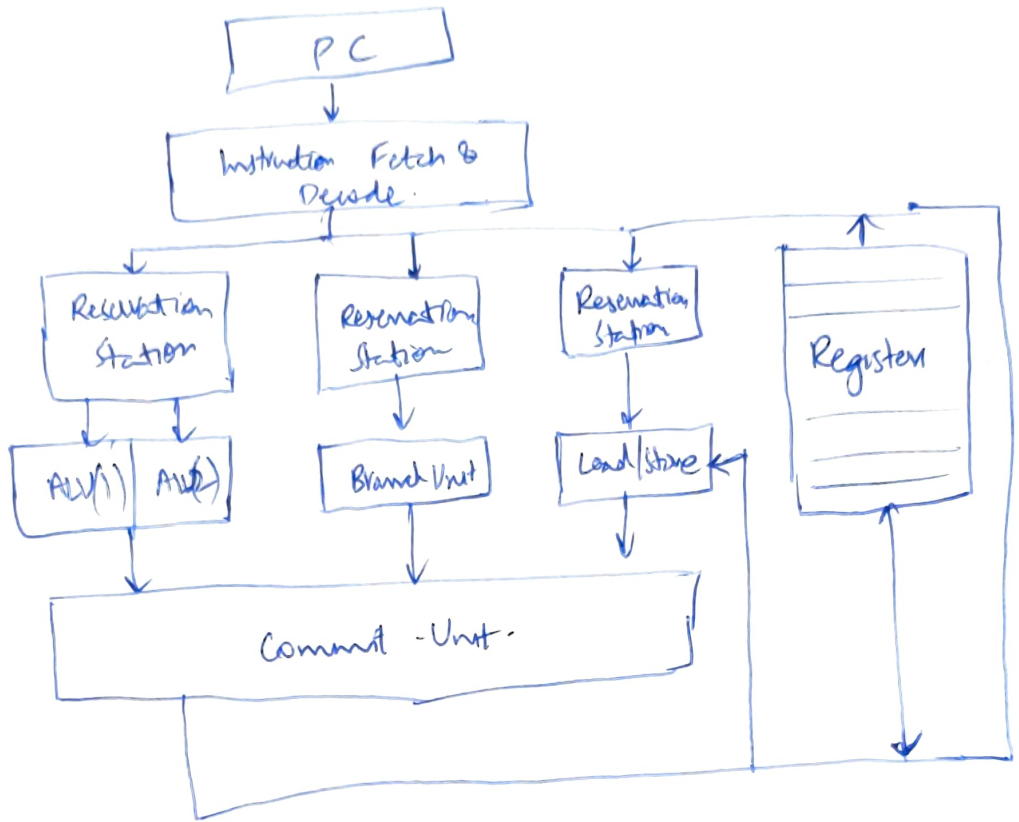 PC
Instruction Fetch &
Decode.
Reservation
Station
Reservation
Station
Reservation
Station
Registers
ALU(1)
ALU(2)
Branch Unit
Load/Store
Commit - Unit -